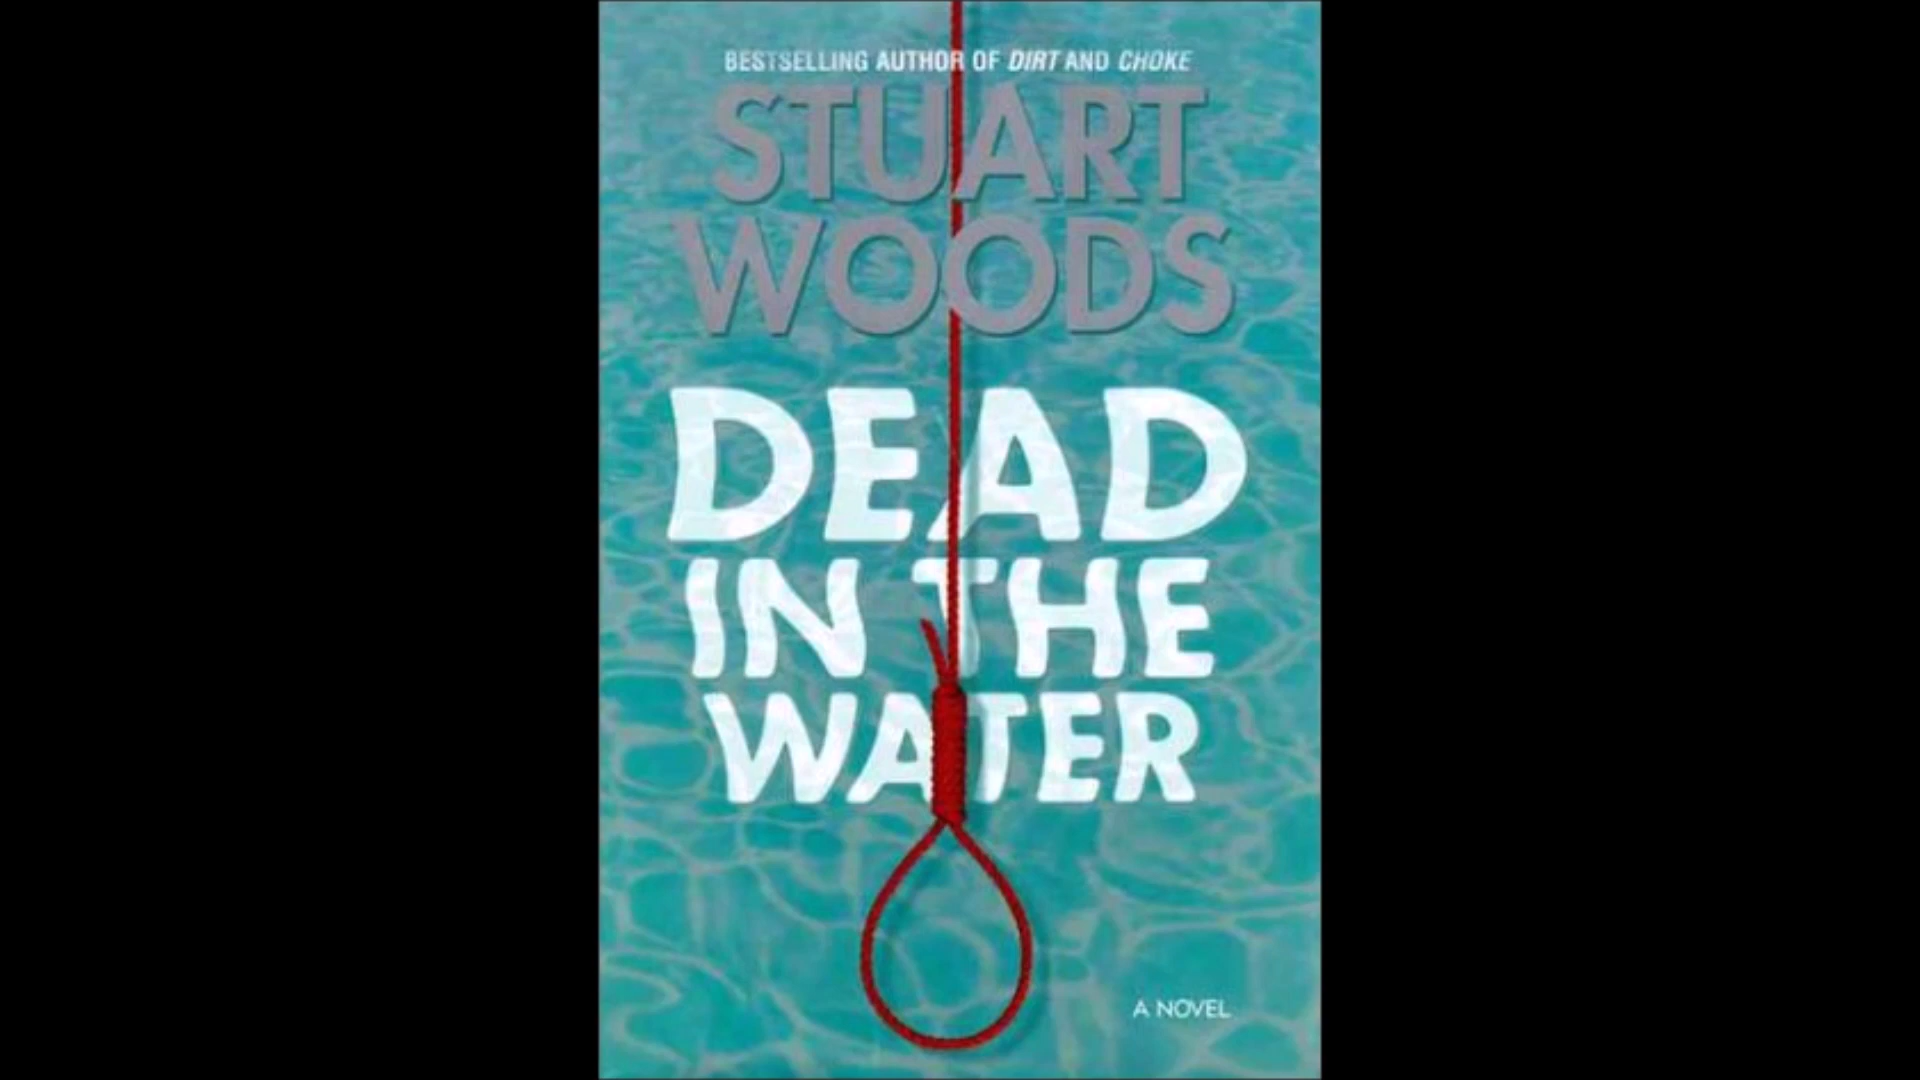 BESTSELLING AUTHOR OF DIRT AND CHOKE
STUART
WOODS
DEAD
IN THE
WATER
A NOVEL